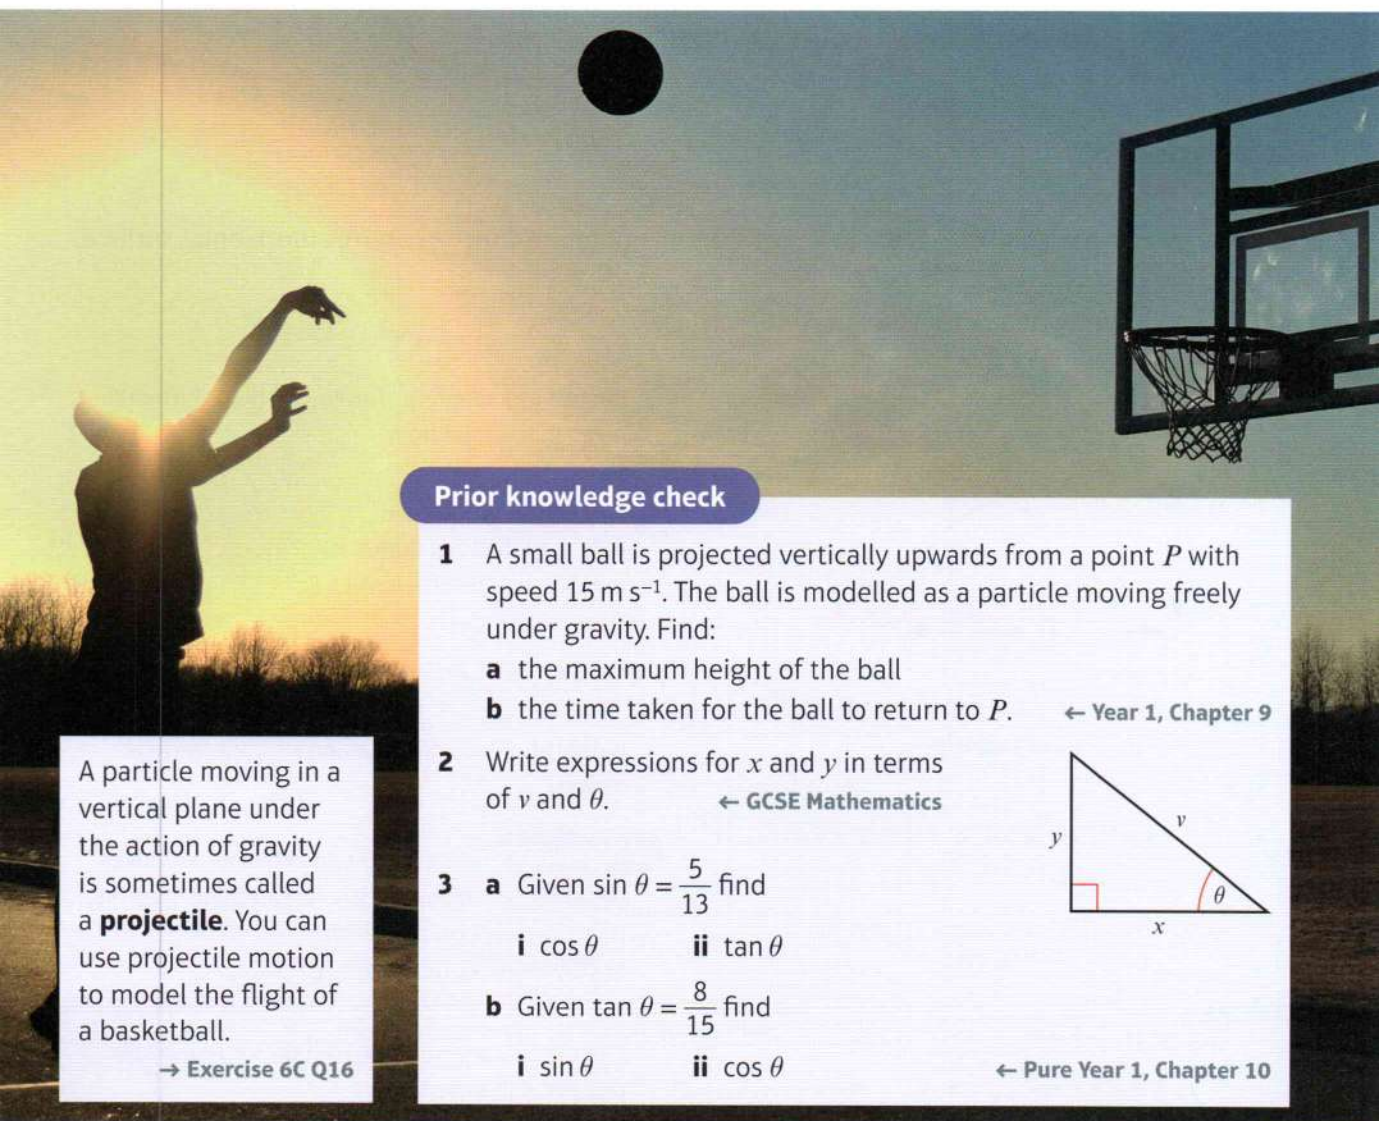 Prior knowledge check
1 A small ball is projected vertically upwards from a point P with
speed 15 m s⁻¹. The ball is modelled as a particle moving freely
under gravity. Find:
a the maximum height of the ball
b the time taken for the ball to return to P.
← Year 1, Chapter 9
2 Write expressions for x and y in terms
of v and θ.
← GCSE Mathematics
y
v
θ
x
3 a Given sin θ = 5/13 find
i cos θ ii tan θ
b Given tan θ = 8/15 find
i sin θ ii cos θ
← Pure Year 1, Chapter 10
A particle moving in a
vertical plane under
the action of gravity
is sometimes called
a projectile. You can
use projectile motion
to model the flight of
a basketball.
→ Exercise 6C Q16